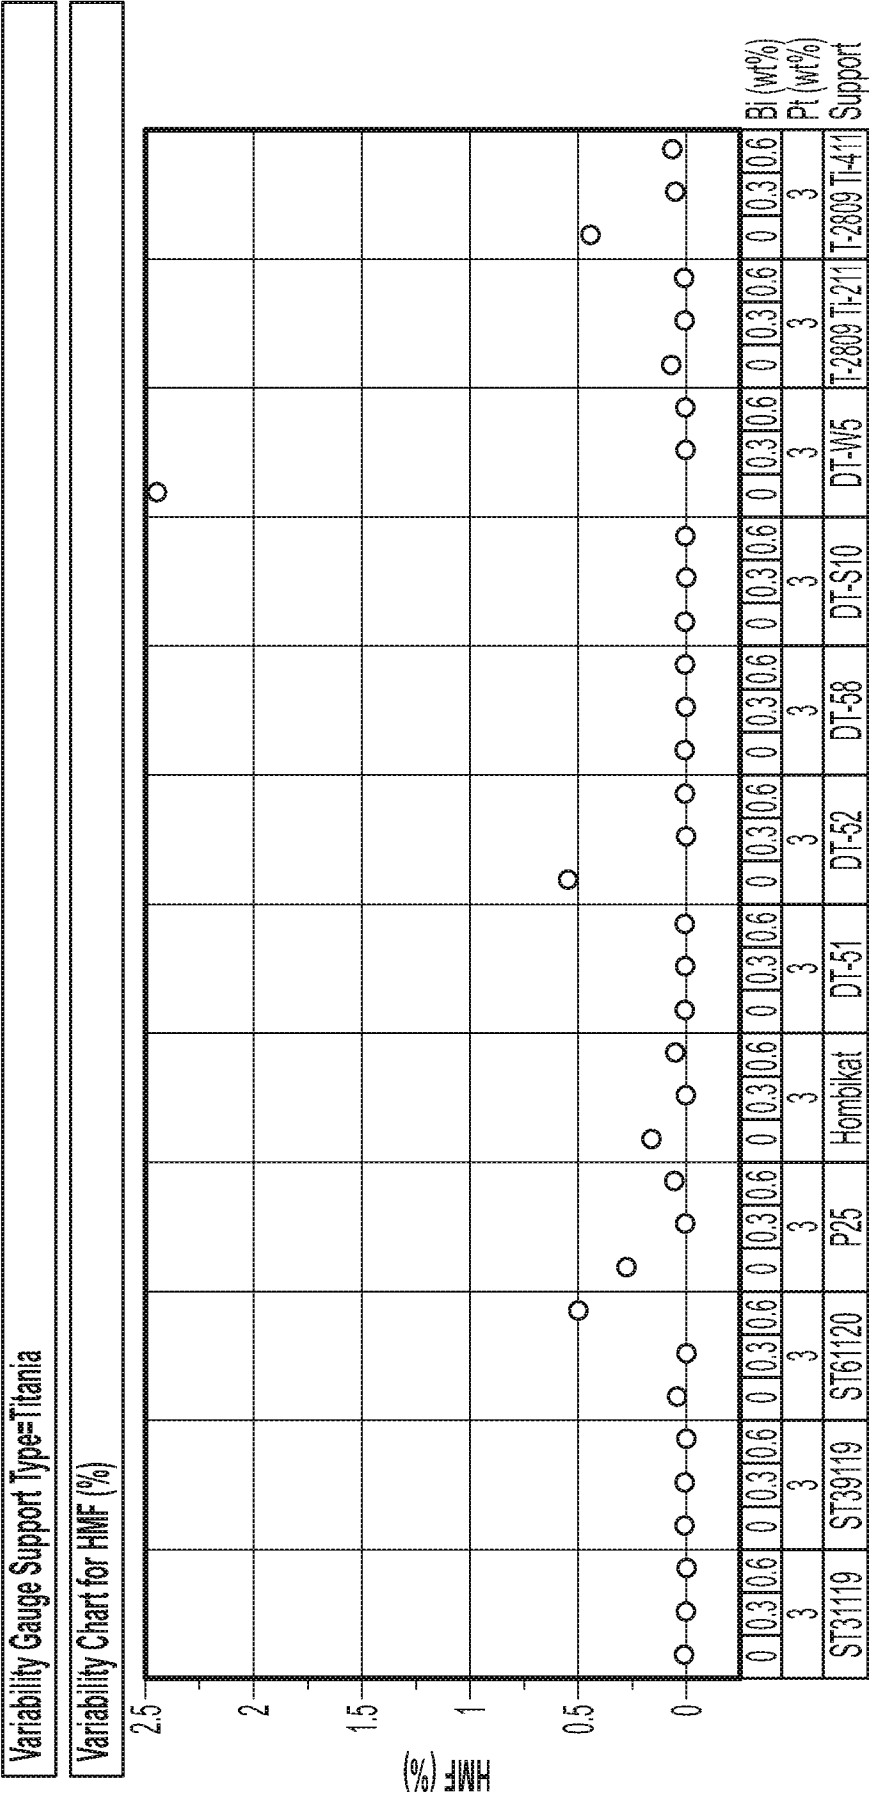 Variability Gauge Support Type=Titania
Variability Chart for HMF (%)
HMF (%)
2.5
2
1.5
1
0.5
0
0 0.3 0.6 0 0.3 0.6 0 0.3 0.6 0 0.3 0.6 0 0.3 0.6 0 0.3 0.6 0 0.3 0.6 0 0.3 0.6 0 0.3 0.6 0 0.3 0.6 0 0.3 0.6 0 0.3 0.6 Bi (wt%)
3 3 3 3 3 3 3 3 3 3 3 3 Pt (wt%)
ST31119 ST39119 ST61120 P25 Hombikat DT-51 DT-52 DT-58 DT-S10 DT-W5 T-2809 Ti-211 T-2809 Ti-411 Support